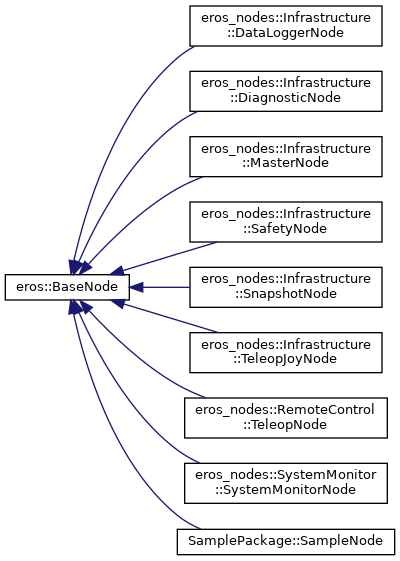 eros_nodes::Infrastructure
::DataLoggerNode
eros_nodes::Infrastructure
::DiagnosticNode
eros_nodes::Infrastructure
::MasterNode
eros_nodes::Infrastructure
::SafetyNode
eros::BaseNode
eros_nodes::Infrastructure
::SnapshotNode
eros_nodes::Infrastructure
::TeleopJoyNode
eros_nodes::RemoteControl
::TeleopNode
eros_nodes::SystemMonitor
::SystemMonitorNode
SamplePackage::SampleNode